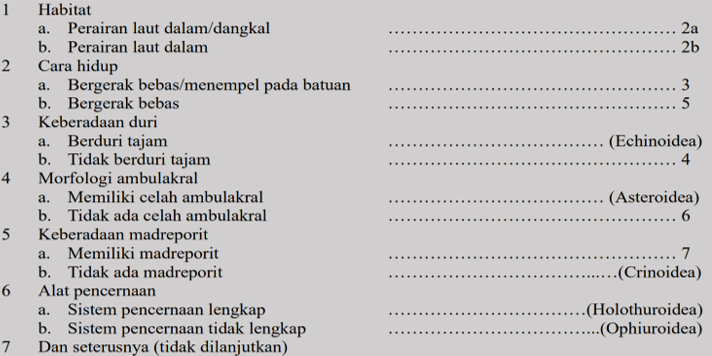 1 Habitat
a. Perairan laut dalam/dangkal ........................................ 2a
b. Perairan laut dalam ........................................ 2b
2 Cara hidup
a. Bergerak bebas/menempel pada batuan ........................................ 3
b. Bergerak bebas ........................................ 5
3 Keberadaan duri
a. Berduri tajam .............................. (Echinoidea)
b. Tidak berduri tajam ........................................ 4
4 Morfologi ambulakral
a. Memiliki celah ambulakral .............................. (Asteroidea)
b. Tidak ada celah ambulakral ........................................ 6
5 Keberadaan madreporit
a. Memiliki madreporit ........................................ 7
b. Tidak ada madreporit ..............................(Crinoidea)
6 Alat pencernaan
a. Sistem pencernaan lengkap ............................(Holothuroidea)
b. Sistem pencernaan tidak lengkap ..............................(Ophiuroidea)
7 Dan seterusnya (tidak dilanjutkan)